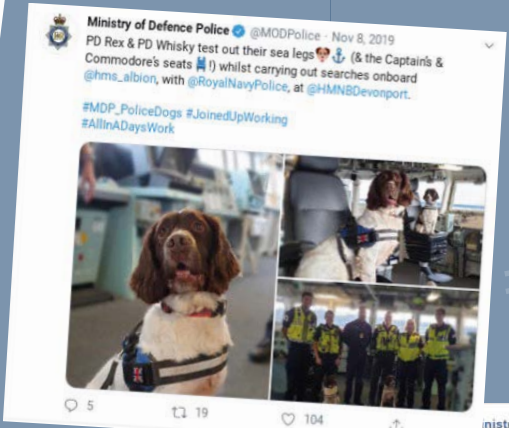 Ministry of Defence Police @MODPolice · Nov 8, 2019
PD Rex & PD Whisky test out their sea legs🐶⚓ (& the Captain's &
Commodore's seats 💺!) whilst carrying out searches onboard
@hms_albion, with @RoyalNavyPolice, at @HMNBDevonport.
#MDP_PoliceDogs #JoinedUpWorking
#AllInADaysWork
5 19 104